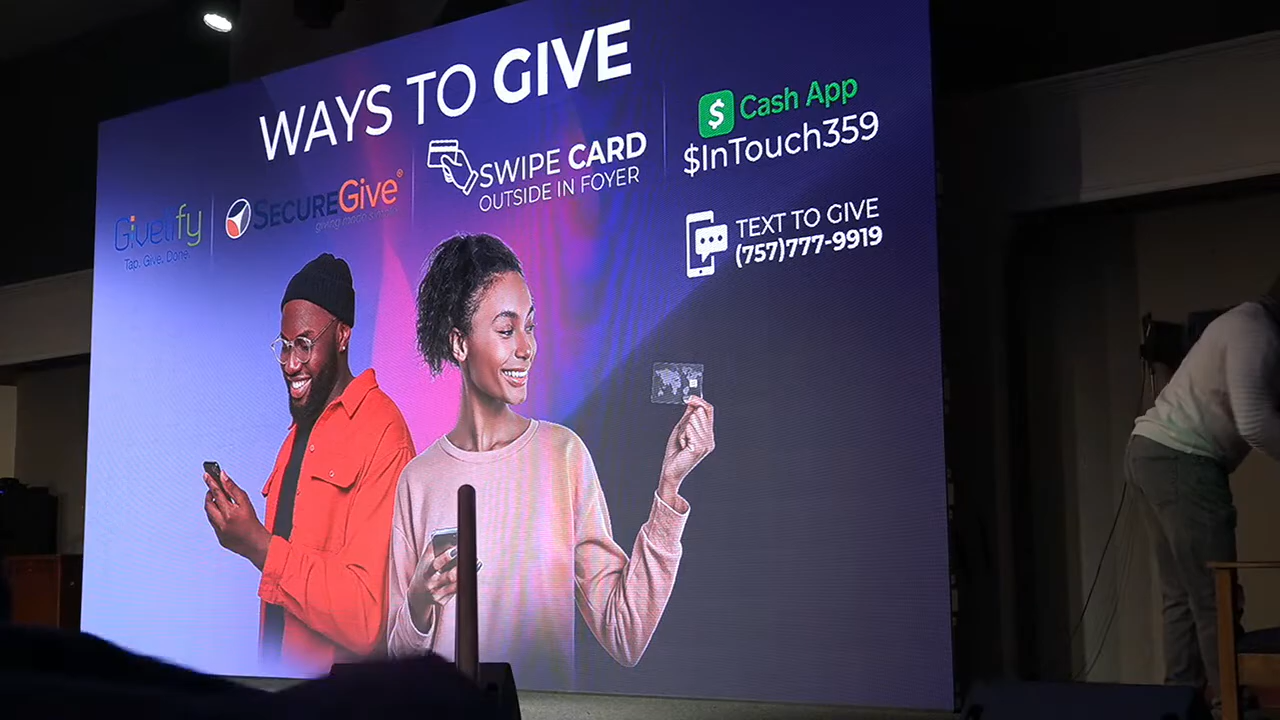 WAYS TO GIVE
Givelify
Tap. Give. Done.
SECUREGive®
SWIPE CARD
OUTSIDE IN FOYER
$ Cash App
$InTouch359
TEXT TO GIVE
(757)777-9919